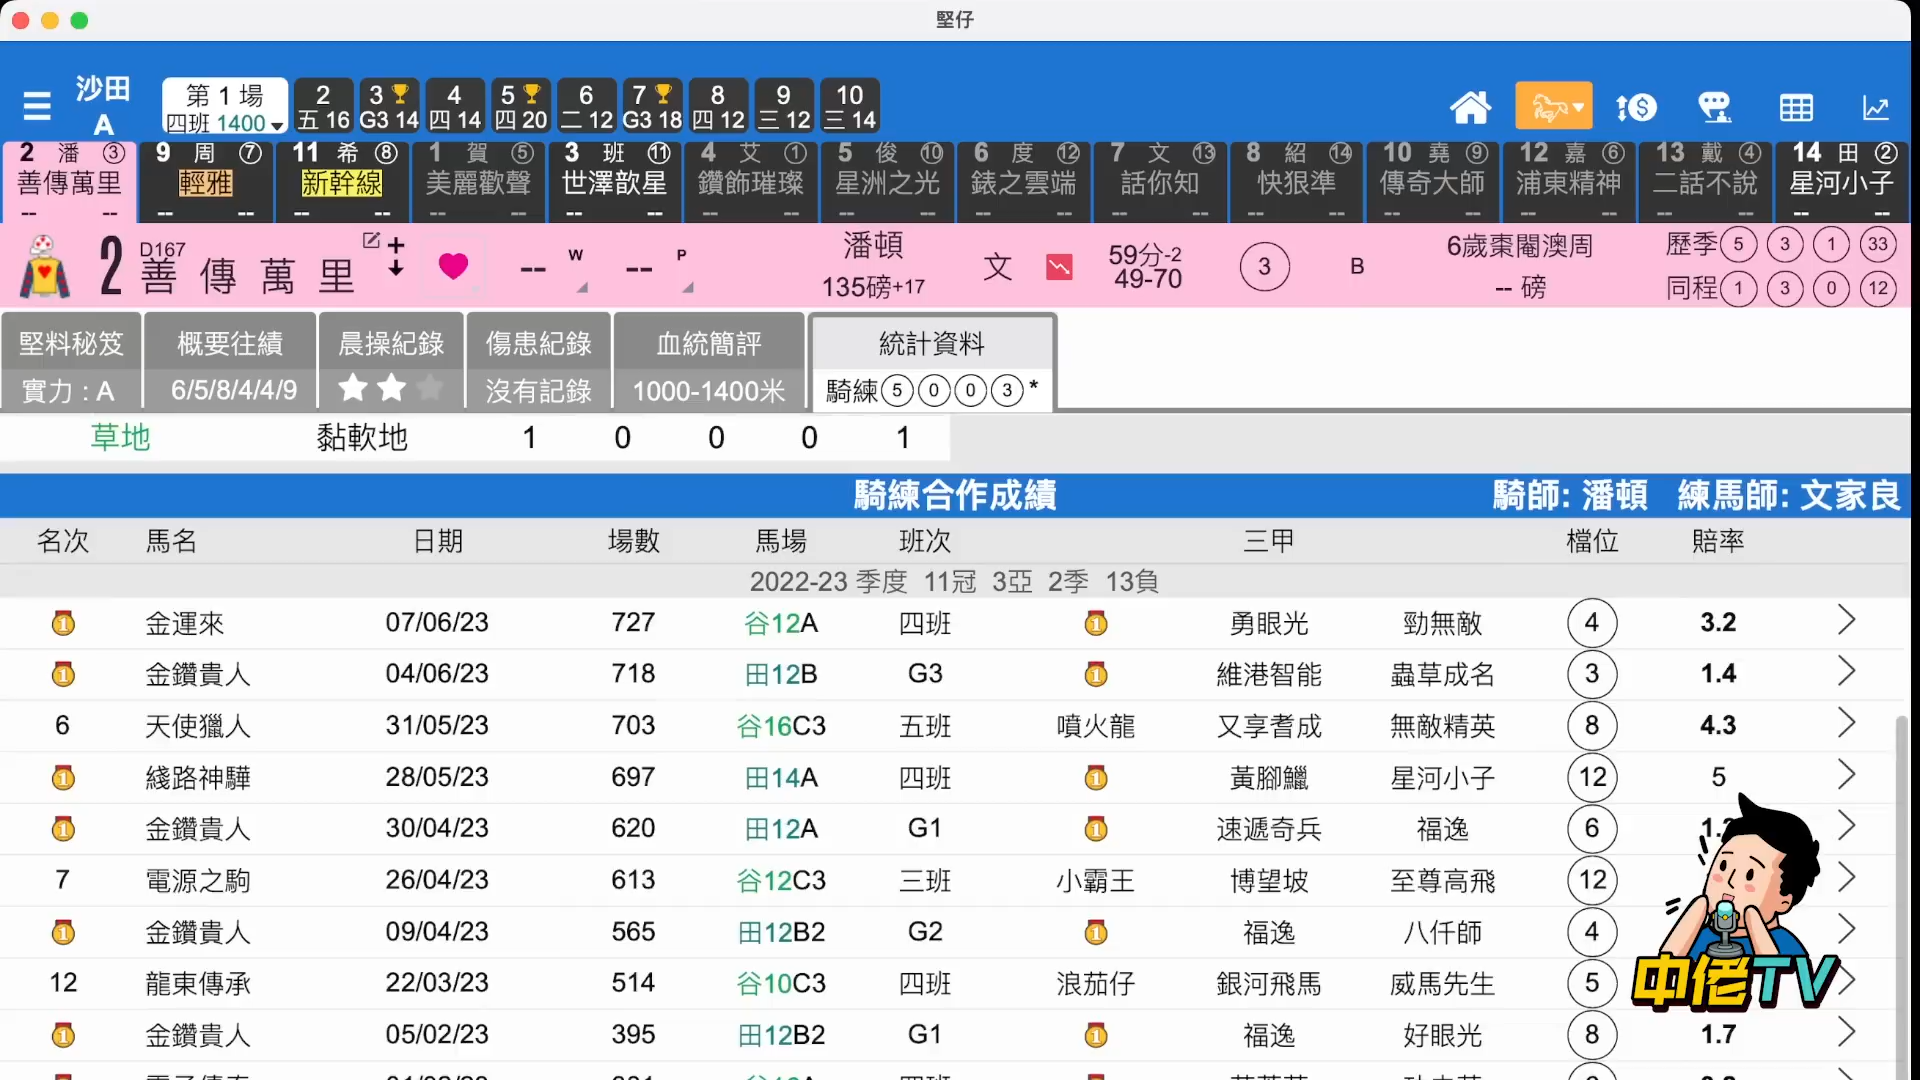 堅仔
沙田
A
第 1 場
四班 1400
2
五 16
3
G3 14
4
四 14
5
四 20
6
二 12
7
G3 18
8
四 12
9
三 12
10
三 14
2 潘 ③
善傳萬里
-- --
9 周 ⑦
輕雅
-- --
11 希 ⑧
新幹線
-- --
1 賀 ⑤
美麗歡聲
-- --
3 班 ⑪
世澤歆星
-- --
4 艾 ①
鑽飾璀璨
-- --
5 俊 ⑩
星洲之光
-- --
6 度 ⑫
錶之雲端
-- --
7 文 ⑬
話你知
-- --
8 紹 ⑭
快狠準
-- --
10 堯 ⑨
傳奇大師
-- --
12 嘉 ⑥
浦東精神
-- --
13 戴 ④
二話不說
-- --
14 田 ②
星河小子
-- --
2 D167
善傳萬里
-- W -- P
潘頓
135磅+17
文
59分-2
49-70
3
B
6歲棗閹澳周
-- 磅
歷季 5 3 1 33
同程 1 3 0 12
堅料秘笈
實力 : A
概要往績
6/5/8/4/4/9
晨操紀錄
傷患紀錄
沒有記錄
血統簡評
1000-1400米
統計資料
騎練 5 0 0 3 *
草地 黏軟地 1 0 0 0 1
騎練合作成績 騎師: 潘頓 練馬師: 文家良
名次 馬名 日期 場數 馬場 班次 三甲 檔位 賠率
2022-23 季度 11冠 3亞 2季 13負
1 金運來 07/06/23 727 谷12A 四班 1 勇眼光 勁無敵 4 3.2
1 金鑽貴人 04/06/23 718 田12B G3 1 維港智能 蟲草成名 3 1.4
6 天使獵人 31/05/23 703 谷16C3 五班 噴火龍 又享耆成 無敵精英 8 4.3
1 綫路神驊 28/05/23 697 田14A 四班 1 黃腳鱲 星河小子 12 5
1 金鑽貴人 30/04/23 620 田12A G1 1 速遞奇兵 福逸 6
7 電源之駒 26/04/23 613 谷12C3 三班 小霸王 博望坡 至尊高飛 12
1 金鑽貴人 09/04/23 565 田12B2 G2 1 福逸 八仟師 4
12 龍東傳承 22/03/23 514 谷10C3 四班 浪茄仔 銀河飛馬 威馬先生 5
1 金鑽貴人 05/02/23 395 田12B2 G1 1 福逸 好眼光 8 1.7
中佬TV